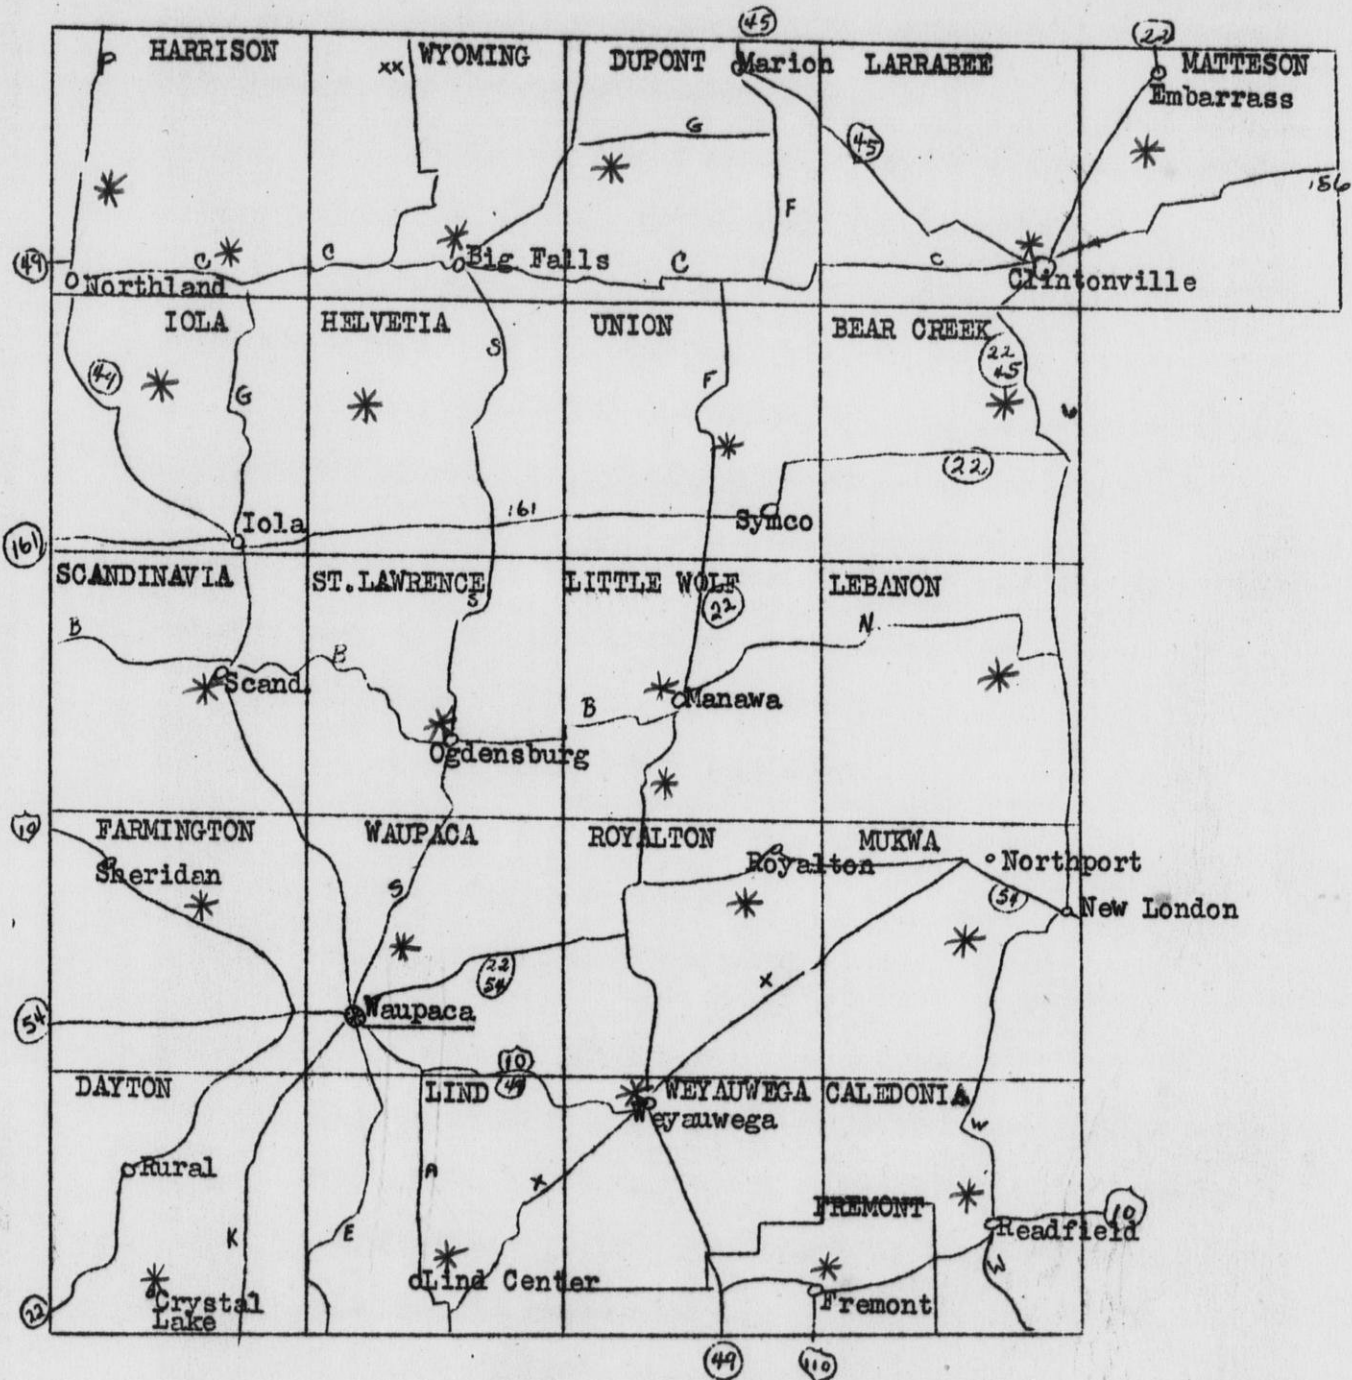 45
22
P
HARRISON
xx
WYOMING
DUPONT
Marion
LARRABEE
MATTESON
Embarrass
G
45
F
156
49
C
C
Big Falls
C
C
Northland
Clintonville
IOLA
HELVETIA
UNION
BEAR CREEK
S
22
45
49
G
F
22
161
Iola
Symco
161
SCANDINAVIA
ST. LAWRENCE
LITTLE WOLF
LEBANON
S
22
B
B
N
Scand.
Manawa
B
Ogdensburg
10
FARMINGTON
WAUPACA
ROYALTON
MUKWA
Royalton
Northport
Sheridan
S
54
New London
22
54
X
54
Waupaca
10
49
DAYTON
LIND
WEYAUWEGA
CALEDONIA
Weyauwega
W
Rural
A
X
FREMONT
10
K
E
Readfield
W
Lind Center
22
Crystal
Lake
Fremont
49
110